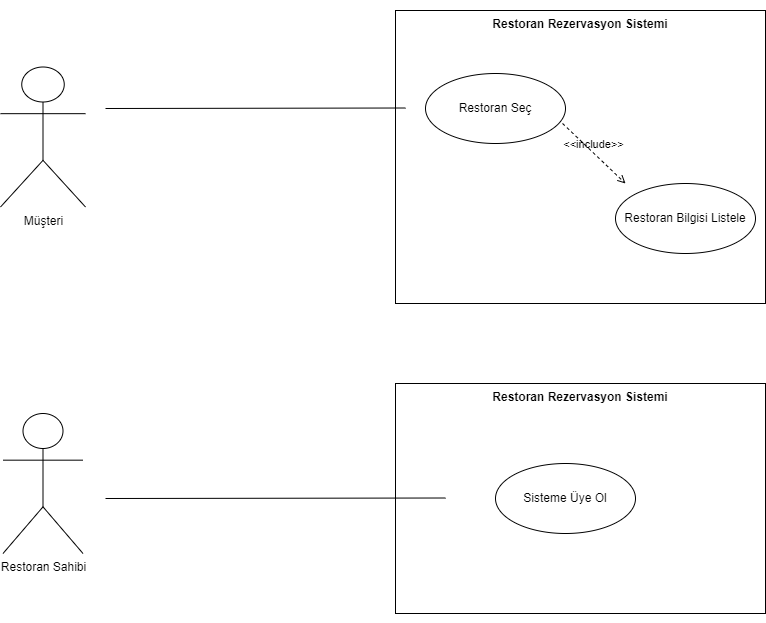 Restoran Rezervasyon Sistemi
Restoran Seç
<<include>>
Restoran Bilgisi Listele
Müşteri
Restoran Rezervasyon Sistemi
Sisteme Üye Ol
Restoran Sahibi